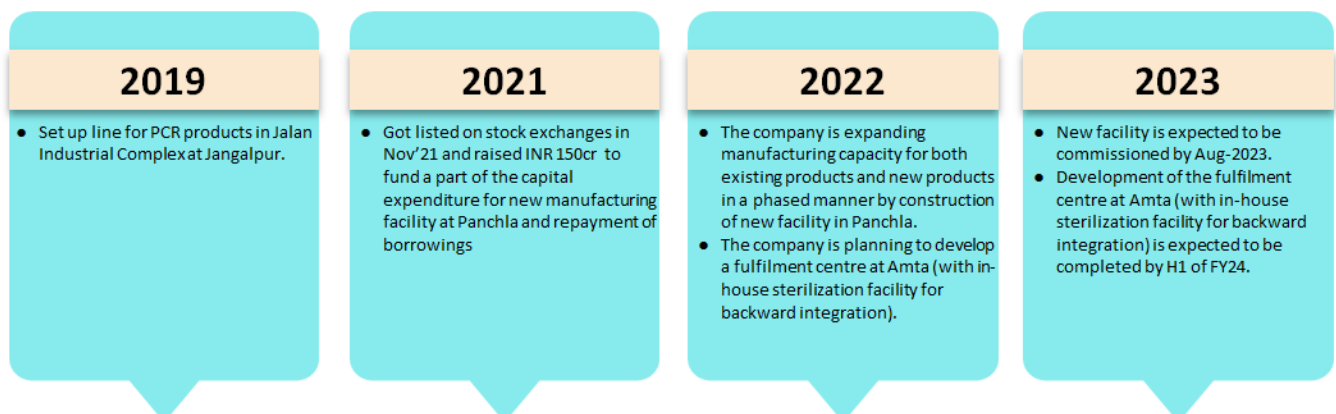 2019
● Set up line for PCR products in Jalan
Industrial Complex at Jangalpur.
2021
● Got listed on stock exchanges in
Nov'21 and raised INR 150cr to
fund a part of the capital
expenditure for new manufacturing
facility at Panchla and repayment of
borrowings
2022
● The company is expanding
manufacturing capacity for both
existing products and new products
in a phased manner by construction
of new facility in Panchla.
● The company is planning to develop
a fulfilment centre at Amta (with in-
house sterilization facility for
backward integration).
2023
● New facility is expected to be
commissioned by Aug-2023.
● Development of the fulfilment
centre at Amta (with in-house
sterilization facility for backward
integration) is expected to be
completed by H1 of FY24.